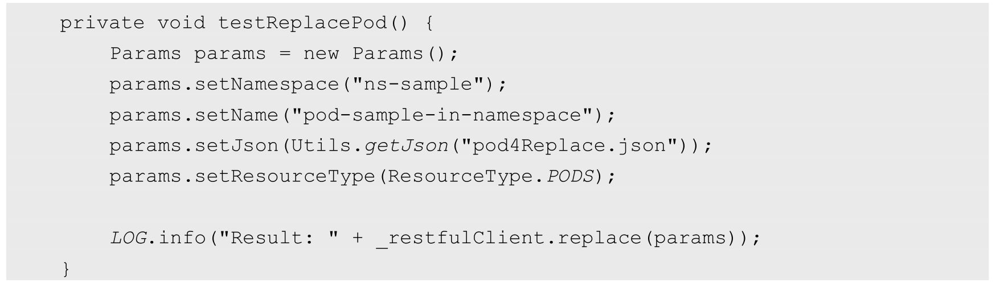 private void testReplacePod() {
Params params = new Params();
params.setNamespace("ns-sample");
params.setName("pod-sample-in-namespace");
params.setJson(Utils.getJson("pod4Replace.json"));
params.setResourceType(ResourceType.PODS);
LOG.info("Result: " + _restfulClient.replace(params));
}